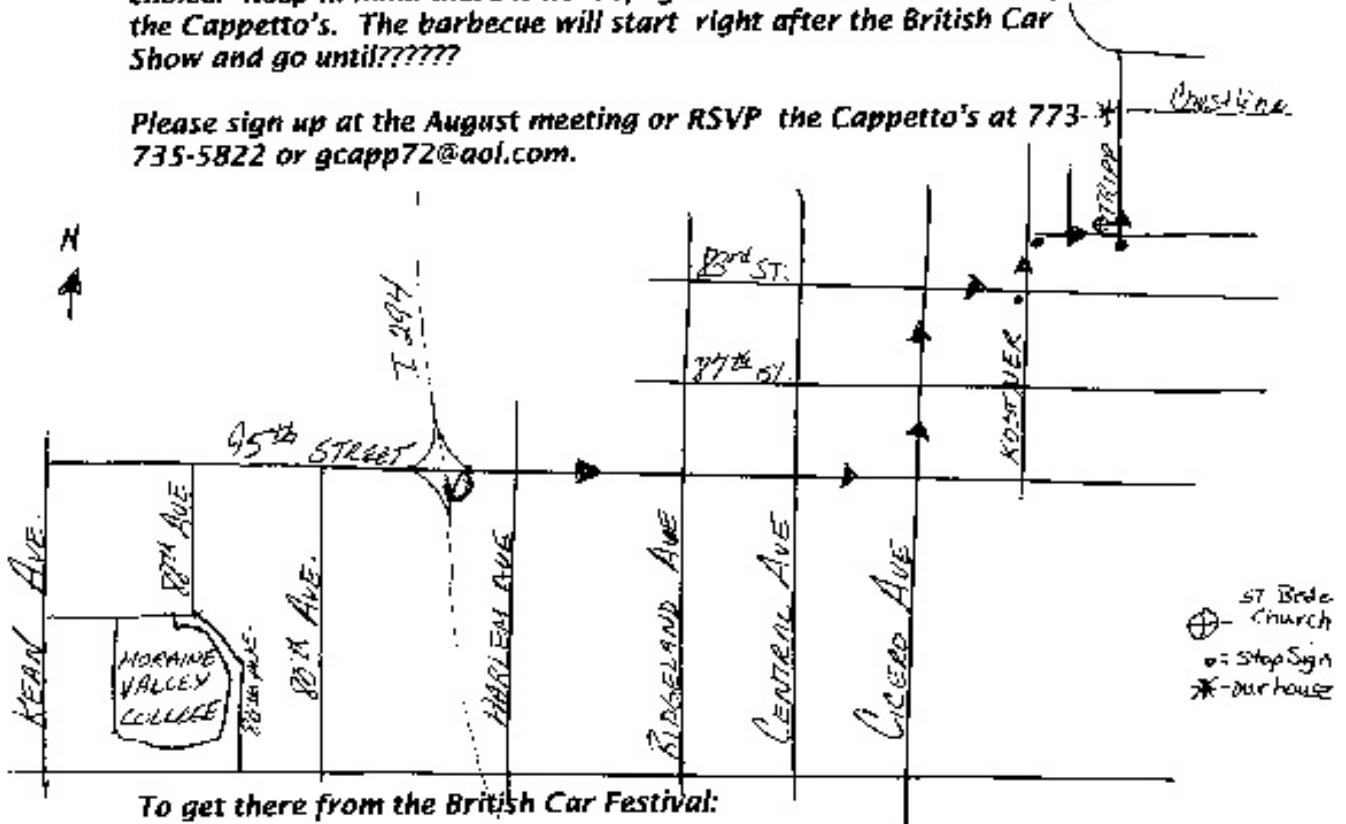 the Cappetto's. The barbecue will start right after the British Car
Show and go until??????
Please sign up at the August meeting or RSVP the Cappetto's at 773-
735-5822 or gcapp72@aol.com.
Crestline
TRIPP
N
83rd ST.
I 294
87th St.
KOSTNER
95th STREET
KEAN AVE.
88TH AVE
80TH AVE.
HARLEM AVE
RIDGELAND AVE
CENTRAL AVE
CICERO AVE
MORAINE
VALLEY
COLLEGE
88TH AVE.
ST Bede
Church
= Stop Sign
- our house
To get there from the British Car Festival: